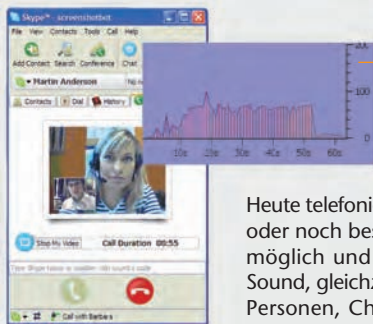 Skype™ - screenshotbot
File View Contacts Tools Call Help
Add Contact Search Conference Chat
Martin Anderson
Contacts Dial History
Stop My Video Call Duration 00:55
Call with Barbara
200
100
0
10s 20s 30s 40s 50s 60s
Heute telefoni
oder noch bes
möglich und
Sound, gleichz
Personen, Ch